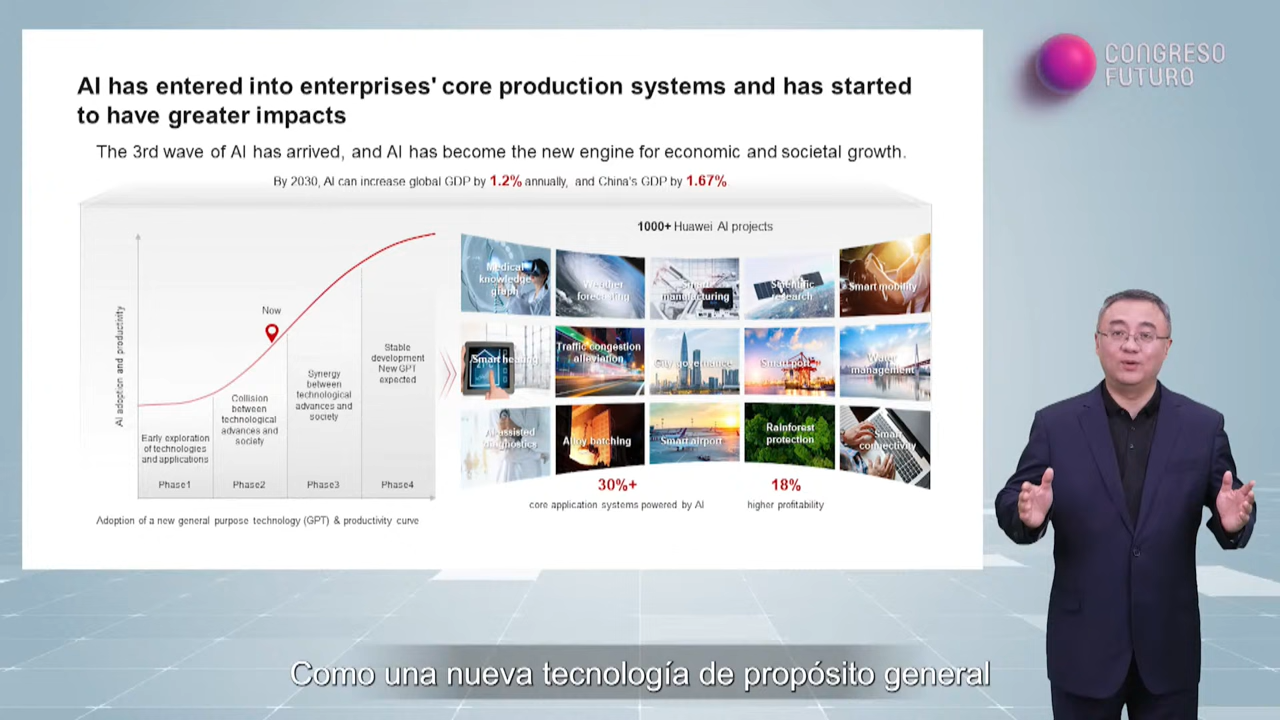 AI has entered into enterprises' core production systems and has started
to have greater impacts
The 3rd wave of AI has arrived, and AI has become the new engine for economic and societal growth.
By 2030, AI can increase global GDP by 1.2% annually, and China's GDP by 1.67%
CONGRESO
FUTURO
AI adoption and productivity
Now
Early exploration
of technologies
and applications
Phase1
Collision
between
technological
advances and
society
Phase2
Synergy
between
technological
advances and
society
Phase3
Stable
development
New GPT
expected
Phase4
Adoption of a new general purpose technology (GPT) & productivity curve
1000+ Huawei AI projects
Medical
knowledge
graph
Weather
forecasting
Smart
manufacturing
Scientific
research
Smart mobility
Smart heating
Traffic congestion
alleviation
City governance
Smart port
Water
management
AI-assisted
diagnostics
Alloy batching
Smart airport
Rainforest
protection
Smart
connectivity
30%+
core application systems powered by AI
18%
higher profitability
Como una nueva tecnología de propósito general